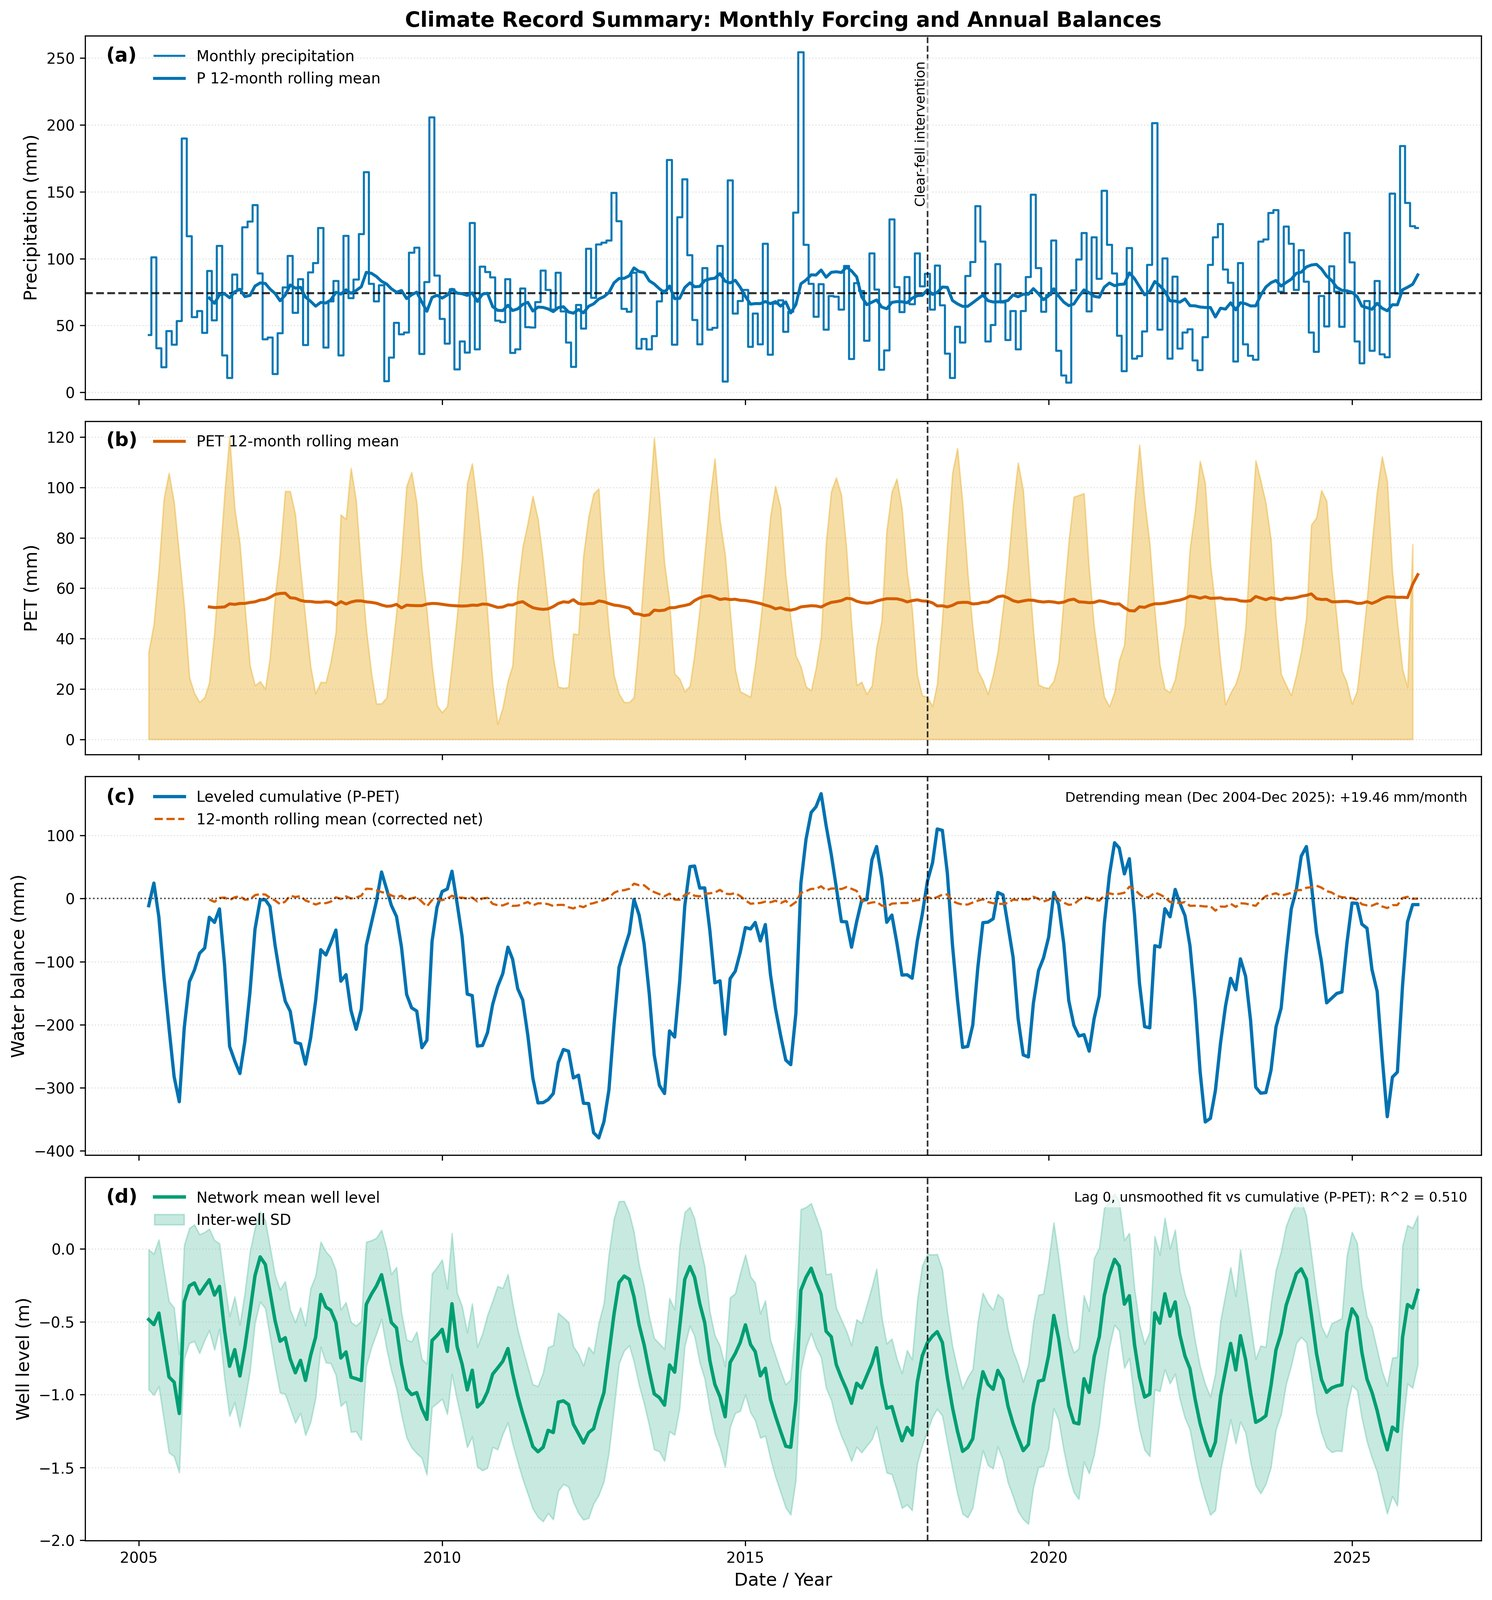 Climate Record Summary: Monthly Forcing and Annual Balances
(a)
Monthly precipitation
P 12-month rolling mean
Clear-fell intervention
Precipitation (mm)
250
200
150
100
50
0
(b)
PET 12-month rolling mean
PET (mm)
120
100
80
60
40
20
0
(c)
Leveled cumulative (P-PET)
12-month rolling mean (corrected net)
Detrending mean (Dec 2004-Dec 2025): +19.46 mm/month
Water balance (mm)
100
0
−100
−200
−300
−400
(d)
Network mean well level
Inter-well SD
Lag 0, unsmoothed fit vs cumulative (P-PET): R^2 = 0.510
Well level (m)
0.0
−0.5
−1.0
−1.5
−2.0
2005 2010 2015 2020 2025
Date / Year